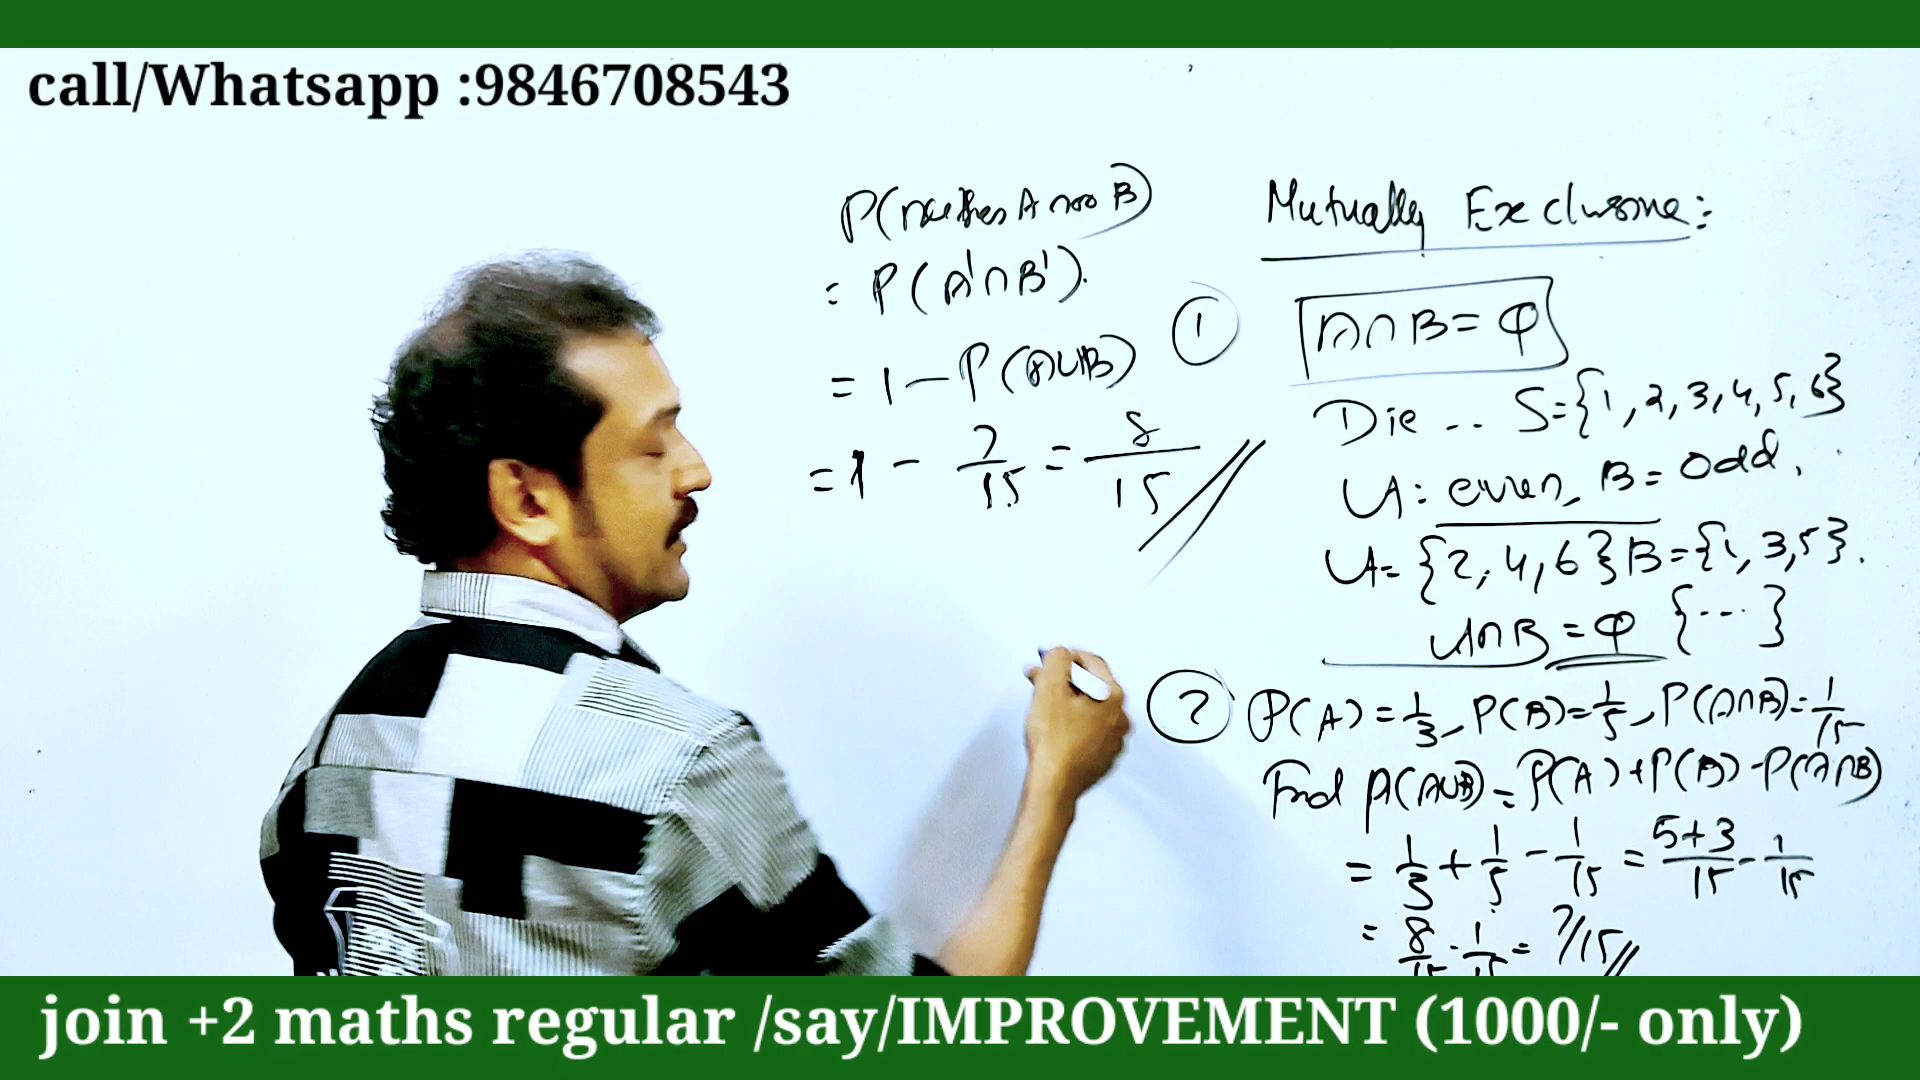 call/Whatsapp :9846708543
P(neither A nor B)
= P(A'∩B').
= 1 – P(A∪B)
= 1 – 7/15 = 8/15 //
Mutually Exclusive:
① A∩B = φ
Die .. S={1,2,3,4,5,6}
A: even, B = odd.
A= {2,4,6} B={1,3,5}.
A∩B = φ {...}
② P(A) = 1/3, P(B)=1/5, P(A∩B)=1/15
Find P(A∪B) = P(A)+P(B)-P(A∩B)
= 1/3 + 1/5 - 1/15 = 5+3/15 - 1/15
= 8/15 - 1/15 = 7/15 //
join +2 maths regular /say/IMPROVEMENT (1000/- only)